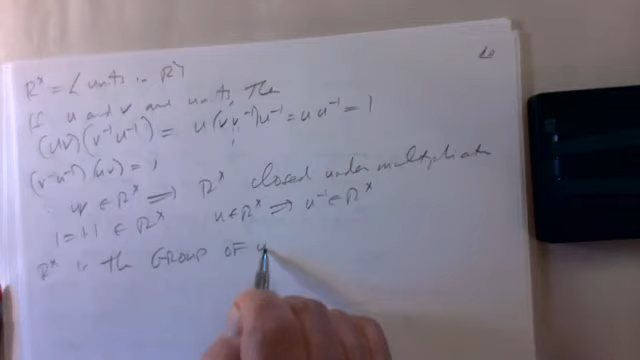 R^× = { units in R }
If u and v are units, then
(uv)(v⁻¹u⁻¹) = u(vv⁻¹)u⁻¹ = uu⁻¹ = 1
(v⁻¹u⁻¹)(uv) = 1
uv ∈ R^× ⟹ R^× closed under multiplication
1 = +1 ∈ R^× u ∈ R^× ⟹ u⁻¹ ∈ R^×
R^× is the GROUP OF u